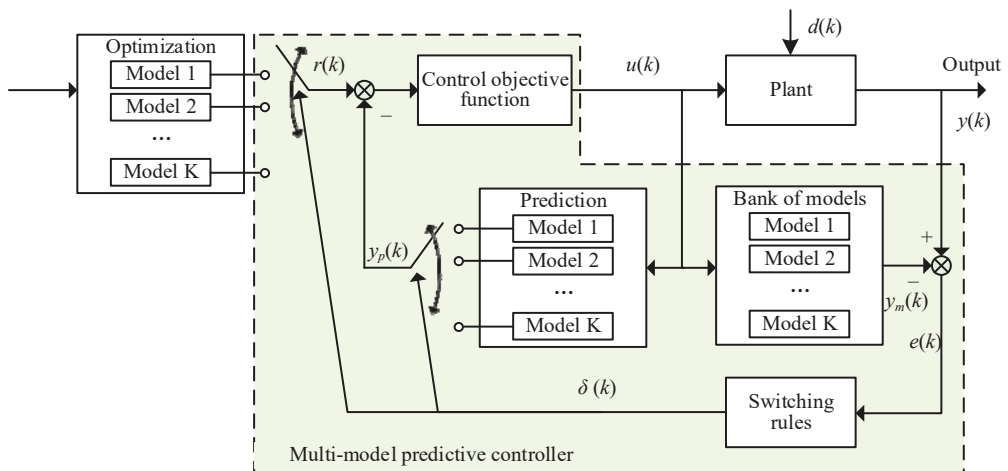 Optimization
Model 1
Model 2
...
Model K
r(k)
−
Control objective
function
u(k)
d(k)
Plant
Output
y(k)
y_p(k)
Prediction
Model 1
Model 2
...
Model K
Bank of models
Model 1
Model 2
...
Model K
+
−
y_m(k)
e(k)
δ (k)
Switching
rules
Multi-model predictive controller